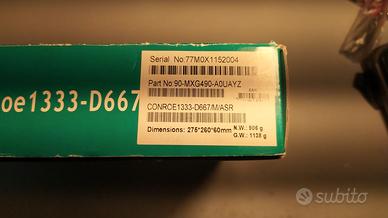 oe1333-D667
Serial No:77M0X1152004
Part No:90-MXG490-A0UAYZ
CONROE1333-D667/M/ASR
Dimensions: 275*260*60mm
N.W.: 906 g
G.W.: 1138 g
subito